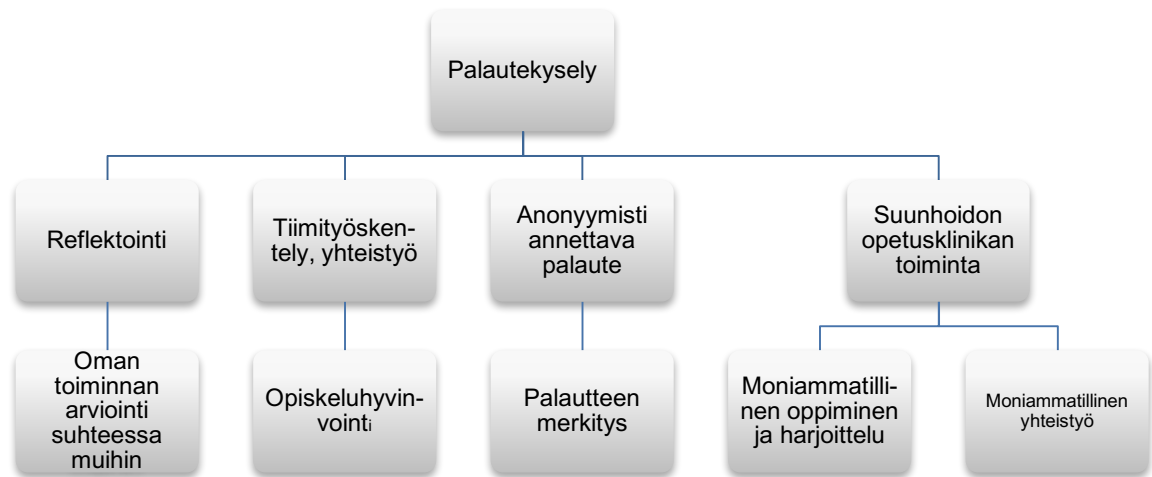 Palautekysely
Reflektointi
Tiimityösken-
tely, yhteistyö
Anonyymisti
annettava
palaute
Suunhoidon
opetusklinikan
toiminta
Oman
toiminnan
arviointi
suhteessa
muihin
Opiskeluhyvin-
vointi
Palautteen
merkitys
Moniammatilli-
nen oppiminen
ja harjoittelu
Moniammatillinen
yhteistyö